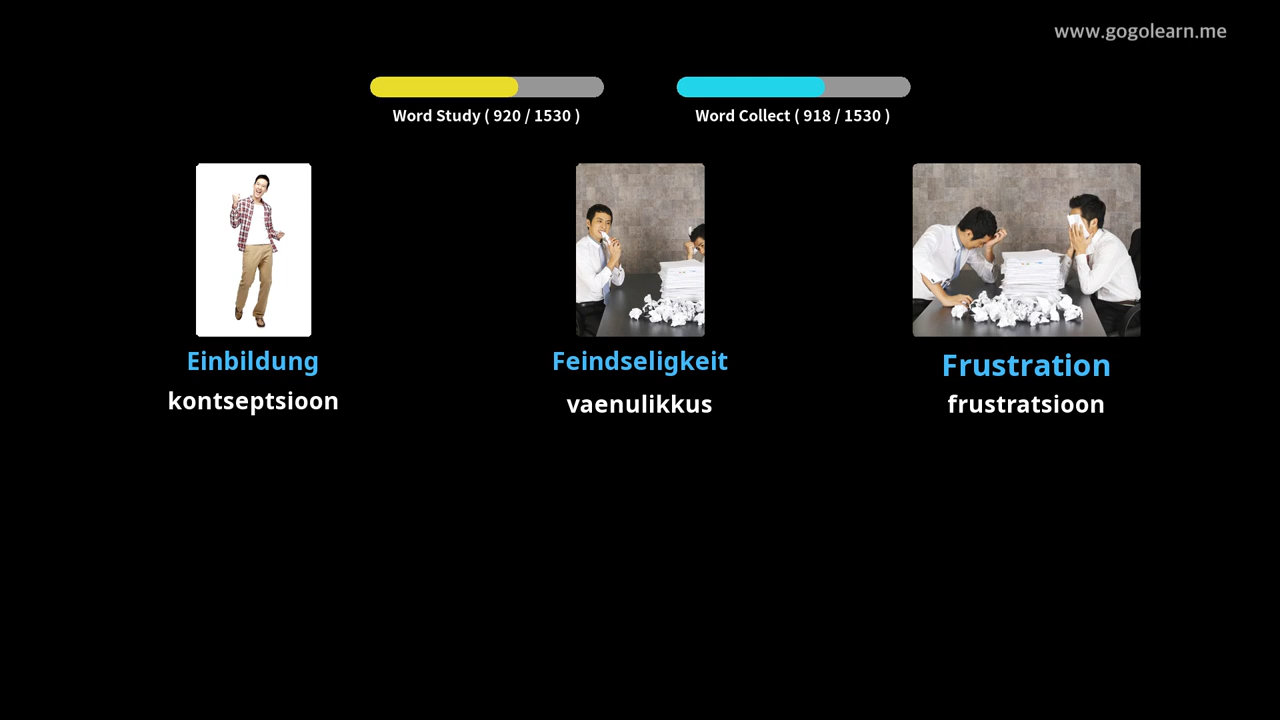 www.gogolearn.me
Word Study ( 920 / 1530 )
Word Collect ( 918 / 1530 )
Einbildung
kontseptsioon
Feindseligkeit
vaenulikkus
Frustration
frustratsioon